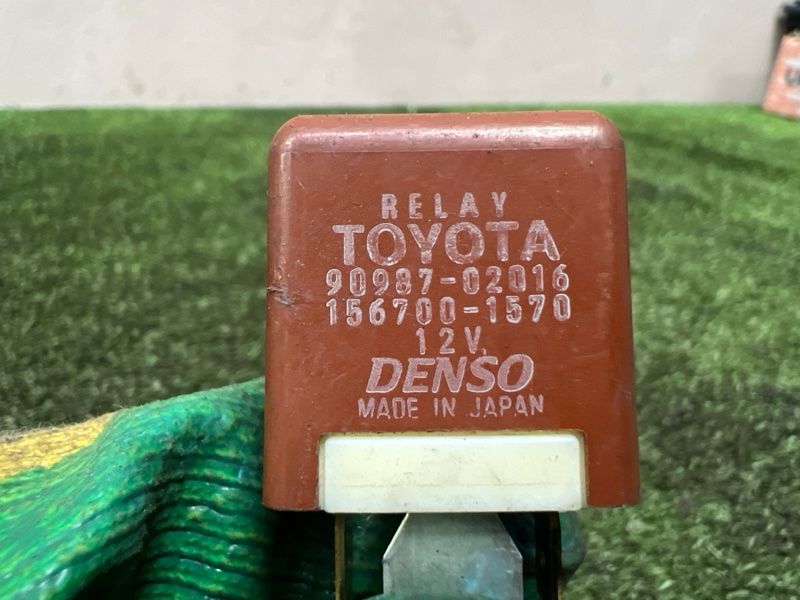 RELAY
TOYOTA
90987-02016
156700-1570
12V.
DENSO
MADE IN JAPAN